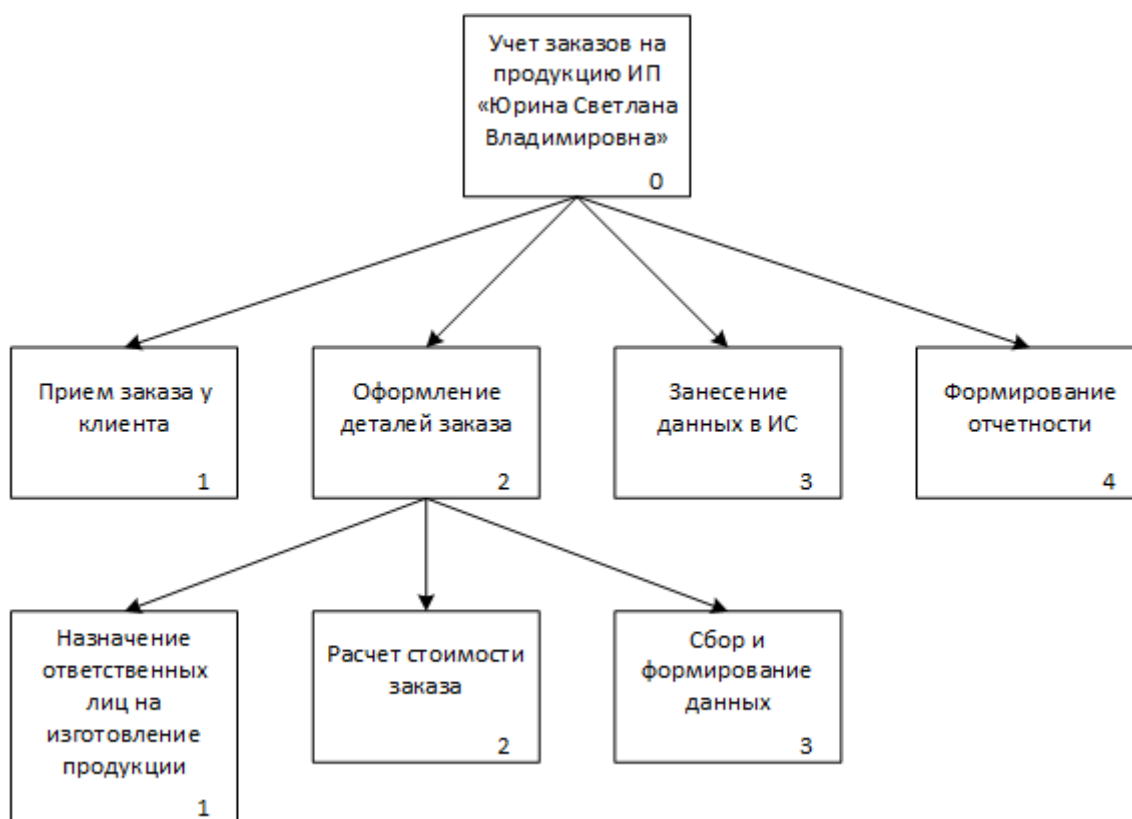 Учет заказов на
продукцию ИП
«Юрина Светлана
Владимировна»
0
Прием заказа у
клиента
1
Оформление
деталей заказа
2
Занесение
данных в ИС
3
Формирование
отчетности
4
Назначение
ответственных
лиц на
изготовление
продукции
1
Расчет стоимости
заказа
2
Сбор и
формирование
данных
3